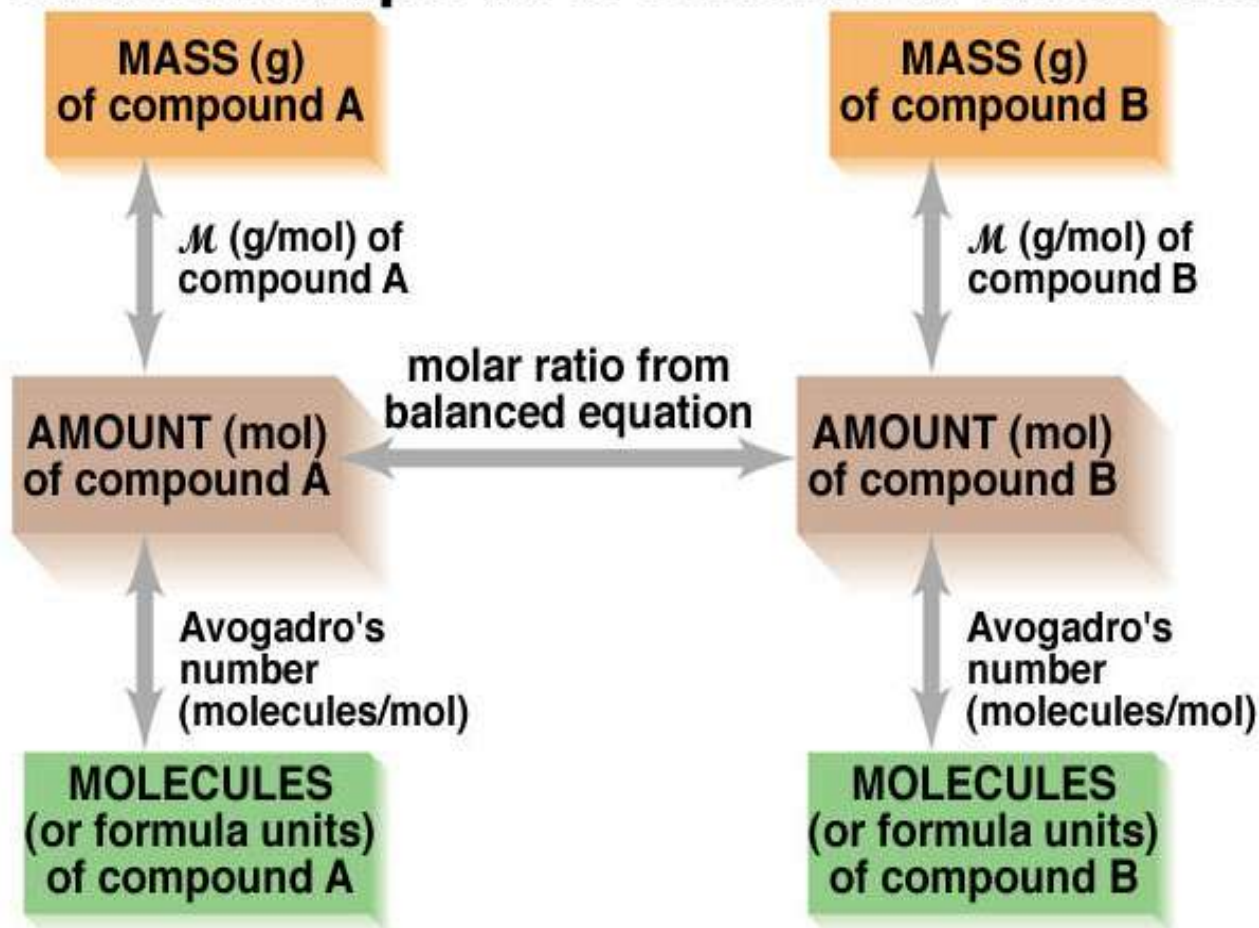 MASS (g)
of compound A
MASS (g)
of compound B
ℳ (g/mol) of
compound A
ℳ (g/mol) of
compound B
molar ratio from
balanced equation
AMOUNT (mol)
of compound A
AMOUNT (mol)
of compound B
Avogadro's
number
(molecules/mol)
Avogadro's
number
(molecules/mol)
MOLECULES
(or formula units)
of compound A
MOLECULES
(or formula units)
of compound B